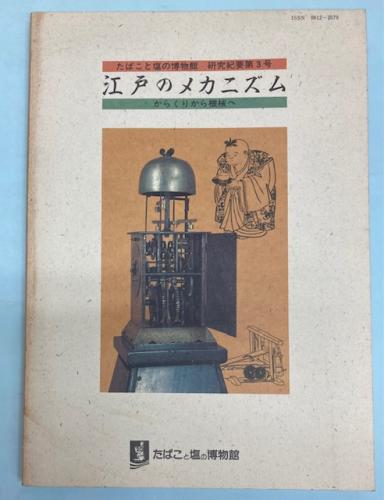 ISSN 0912-2079
たばこと塩の博物館 研究紀要第3号
江戸のメカニズム
からくりから機械へ
たばこと塩の博物館